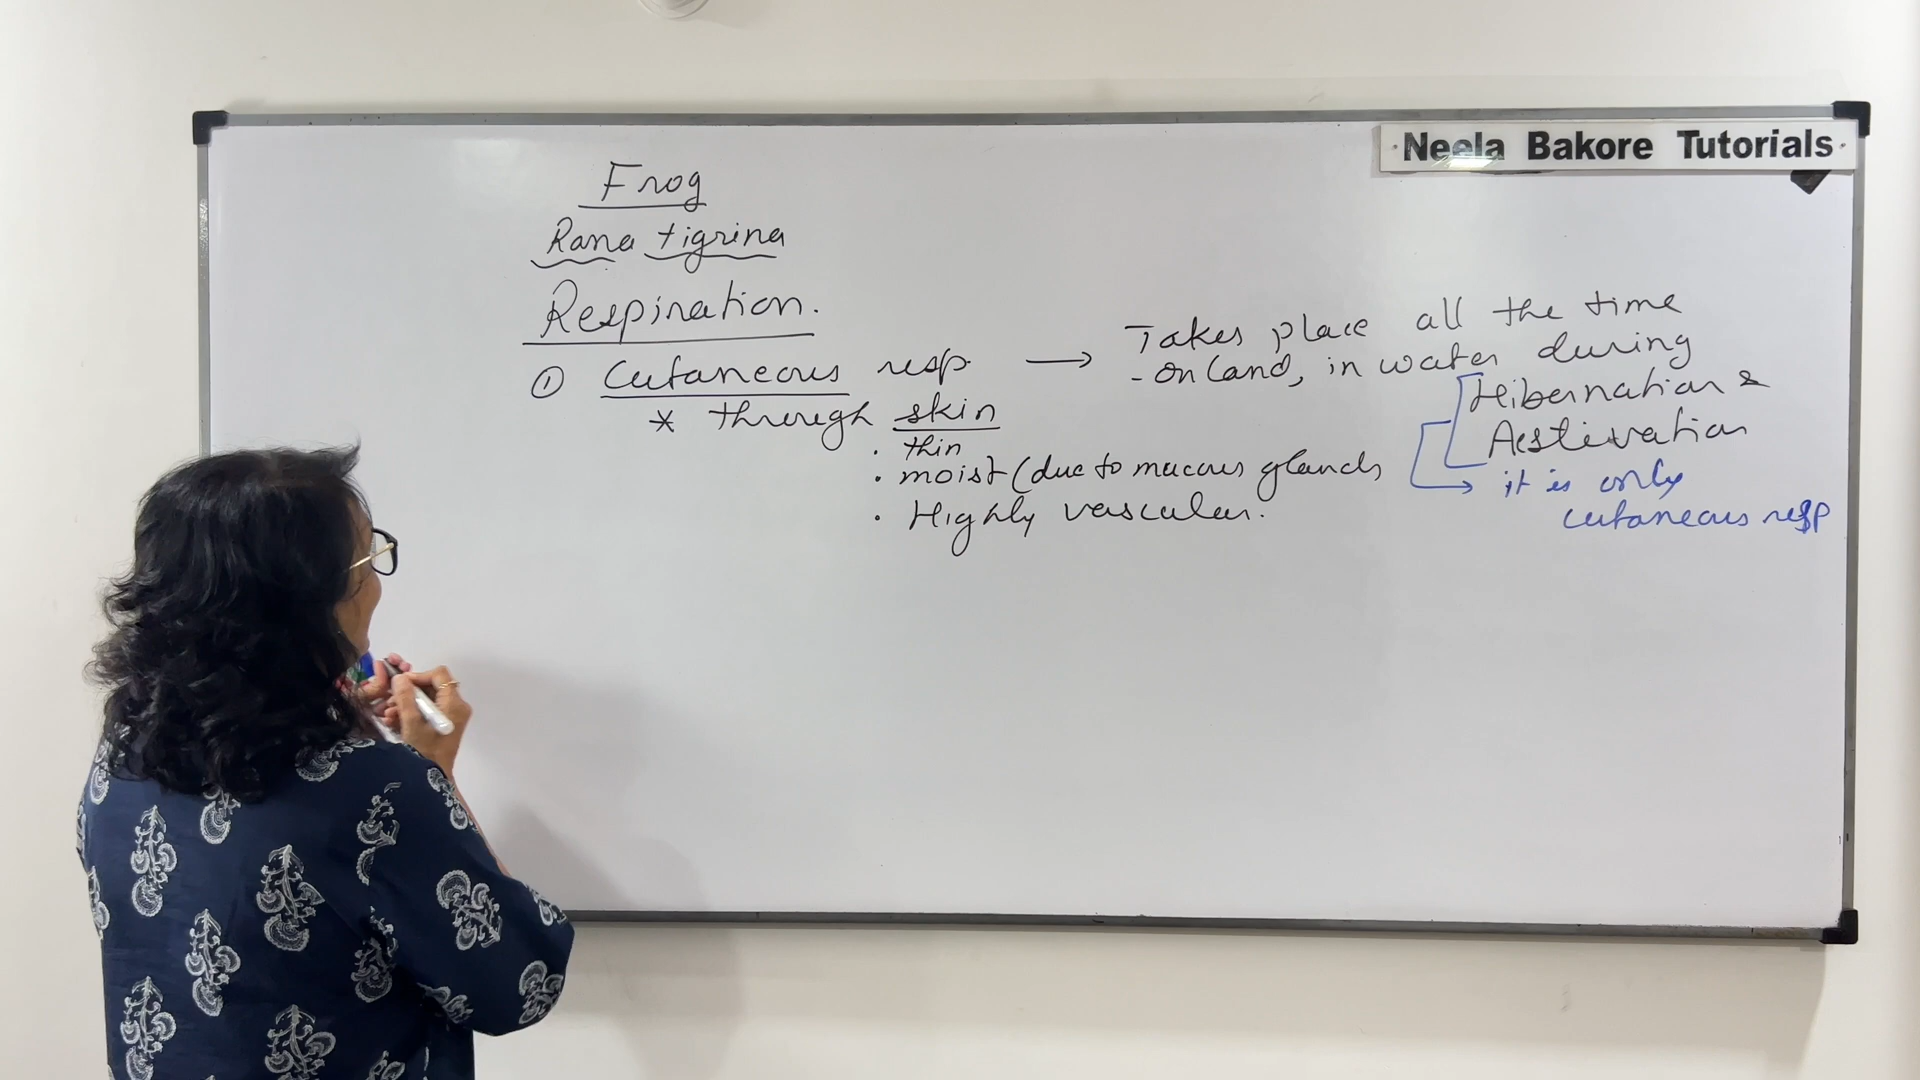 Neela Bakore Tutorials
Frog
Rana tigrina
Respiration.
① Cutaneous resp. → Takes place all the time
- on land, in water during
Hibernation &
Aestivation
* through skin
· thin
· moist (due to mucous glands
· Highly vascular.
it is only
cutaneous resp